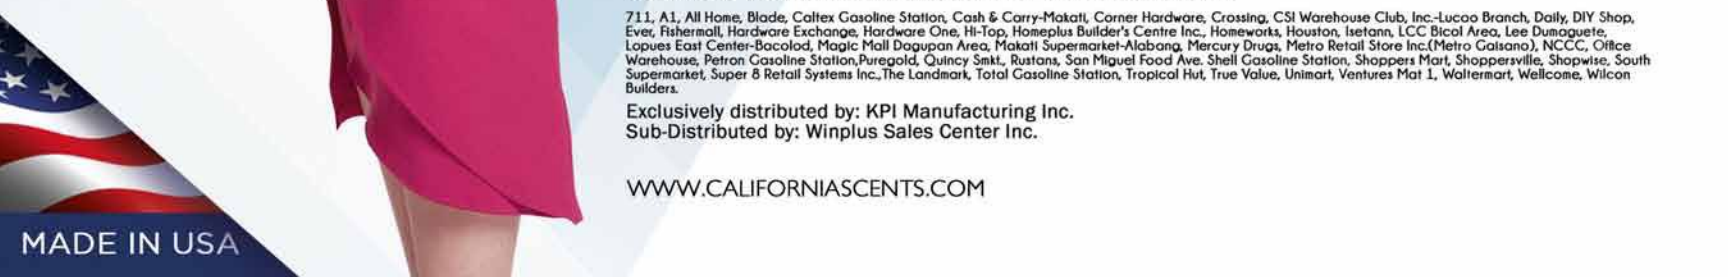 711, A1, All Home, Blade, Caltex Gasoline Station, Cash & Carry-Makati, Corner Hardware, Crossing, CSI Warehouse Club, Inc.-Lucao Branch, Daily, DIY Shop,
Ever, Fishermall, Hardware Exchange, Hardware One, Hi-Top, Homeplus Builder's Centre Inc., Homeworks, Houston, Isetann, LCC Bicol Area, Lee Dumaguete,
Lopues East Center-Bacolod, Magic Mall Dagupan Area, Makati Supermarket-Alabang, Mercury Drugs, Metro Retail Store Inc.(Metro Gaisano), NCCC, Office
Warehouse, Petron Gasoline Station,Puregold, Quincy Smkt., Rustans, San Miguel Food Ave. Shell Gasoline Station, Shoppers Mart, Shoppersville, Shopwise, South
Supermarket, Super 8 Retail Systems Inc.,The Landmark, Total Gasoline Station, Tropical Hut, True Value, Unimart, Ventures Mat 1, Waltermart, Wellcome, Wilcon
Builders.
Exclusively distributed by: KPI Manufacturing Inc.
Sub-Distributed by: Winplus Sales Center Inc.
WWW.CALIFORNIASCENTS.COM
MADE IN USA